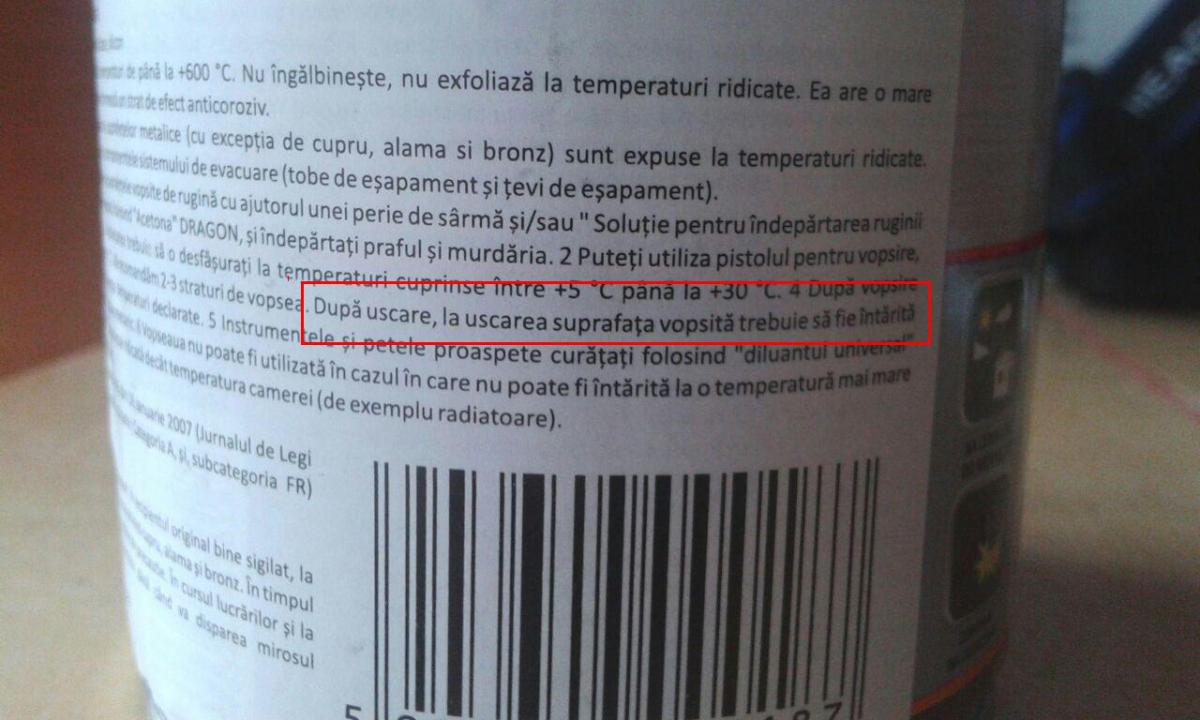 de până la +600 °C. Nu îngălbinește, nu exfoliază la temperaturi ridicate. Ea are o mare
strat de efect anticoroziv.
metalice (cu excepția de cupru, alama si bronz) sunt expuse la temperaturi ridicate.
sistemului de evacuare (tobe de eșapament și țevi de eșapament).
vopsite de rugină cu ajutorul unei perie de sârmă și/sau " Soluție pentru îndepărtarea ruginii
"Acetona" DRAGON, și îndepărtați praful și murdăria. 2 Puteți utiliza pistolul pentru vopsire,
trebuie să o desfășurați la temperaturi cuprinse între +5 °C până la +30 °C. 4 După vopsire
2-3 straturi de vopsea. După uscare, la uscarea suprafața vopsită trebuie să fie întărită
declarate. 5 Instrumentele și petele proaspete curățați folosind "diluantul universal"
6 Vopseaua nu poate fi utilizată în cazul în care nu poate fi întărită la o temperatură mai mare
decât temperatura camerei (de exemplu radiatoare).
ianuarie 2007 (Jurnalul de Legi
Categoria A, și, subcategoria FR)
original bine sigilat, la
alama și bronz. În timpul
În cursul lucrărilor și la
când va disparea mirosul
5